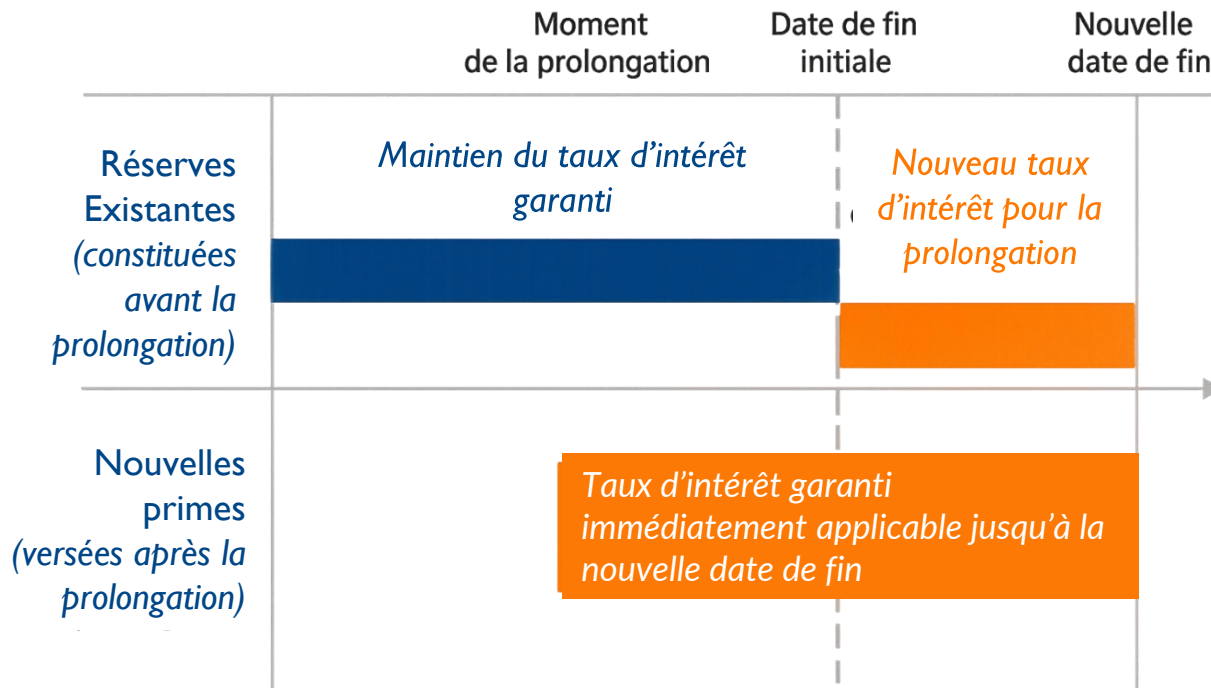 Moment
de la prolongation
Date de fin
initiale
Nouvelle
date de fin
Réserves
Existantes
(constituées
avant la
prolongation)
Maintien du taux d’intérêt
garanti
Nouveau taux
d’intérêt pour la
prolongation
Nouvelles
primes
(versées après la
prolongation)
Taux d’intérêt garanti
immédiatement applicable jusqu’à la
nouvelle date de fin